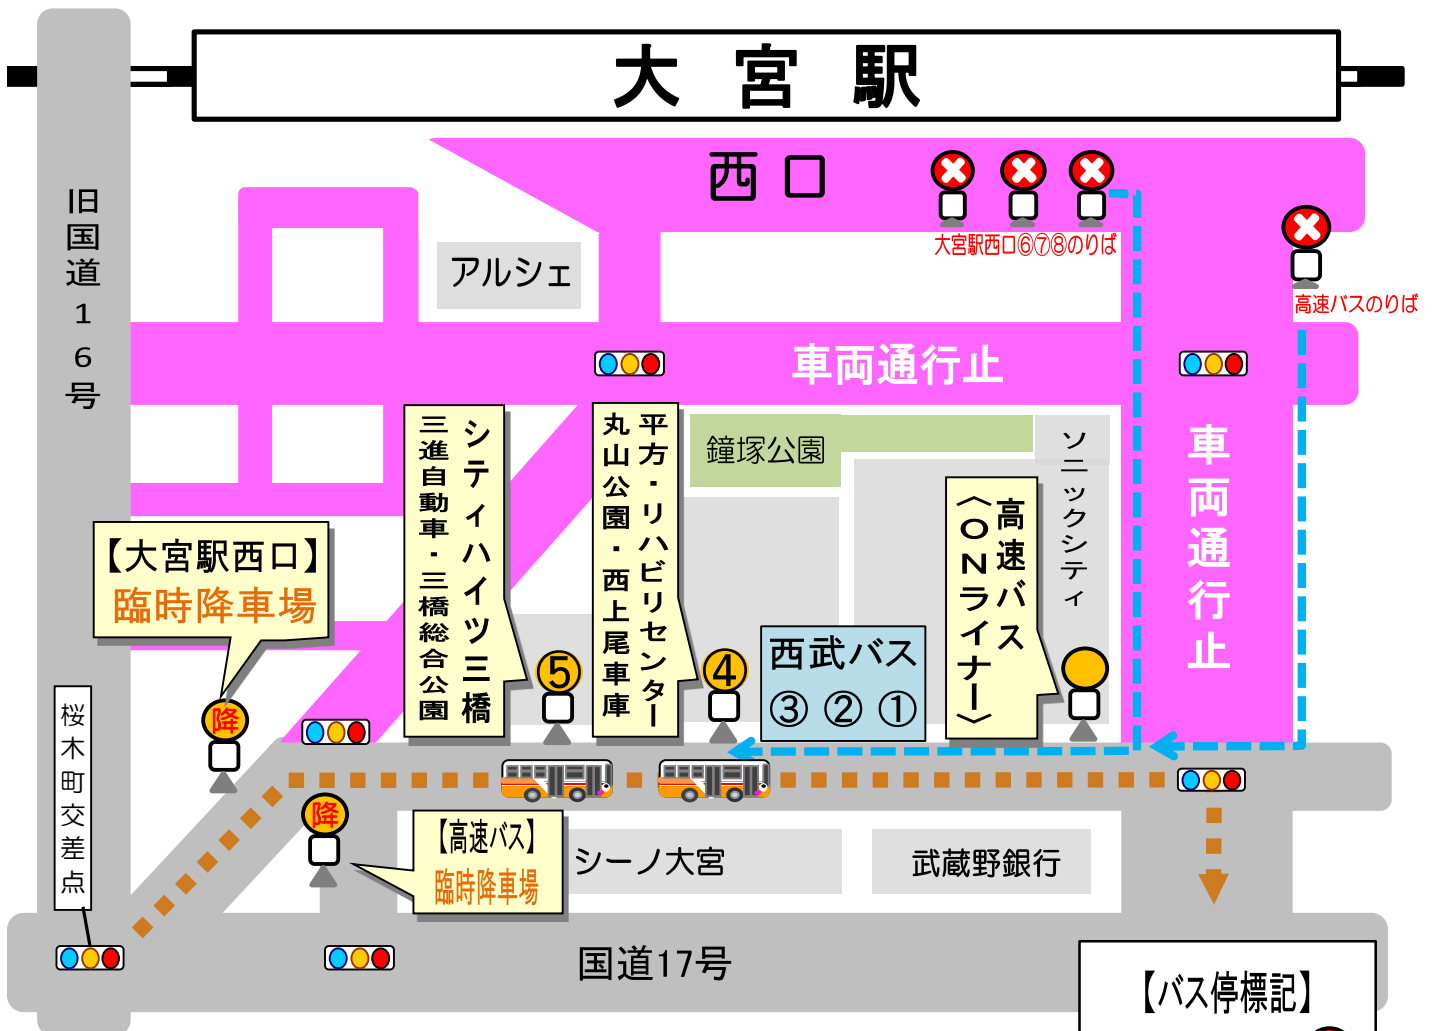 大宮駅
西口
大宮駅西口⑥⑦⑧のりば
高速バスのりば
旧国道16号
アルシェ
車両通行止
車両通行止
鐘塚公園
ソニックシティ
シティハイツ三橋
三進自動車・三橋総合公園
平方・リハビリセンター
丸山公園・西上尾車庫
高速バス
〈ONライナー〉
【大宮駅西口】
臨時降車場
西武バス
③②①
⑤
④
降
降
桜木町交差点
【高速バス】
臨時降車場
シーノ大宮
武蔵野銀行
国道17号
【バス停標記】